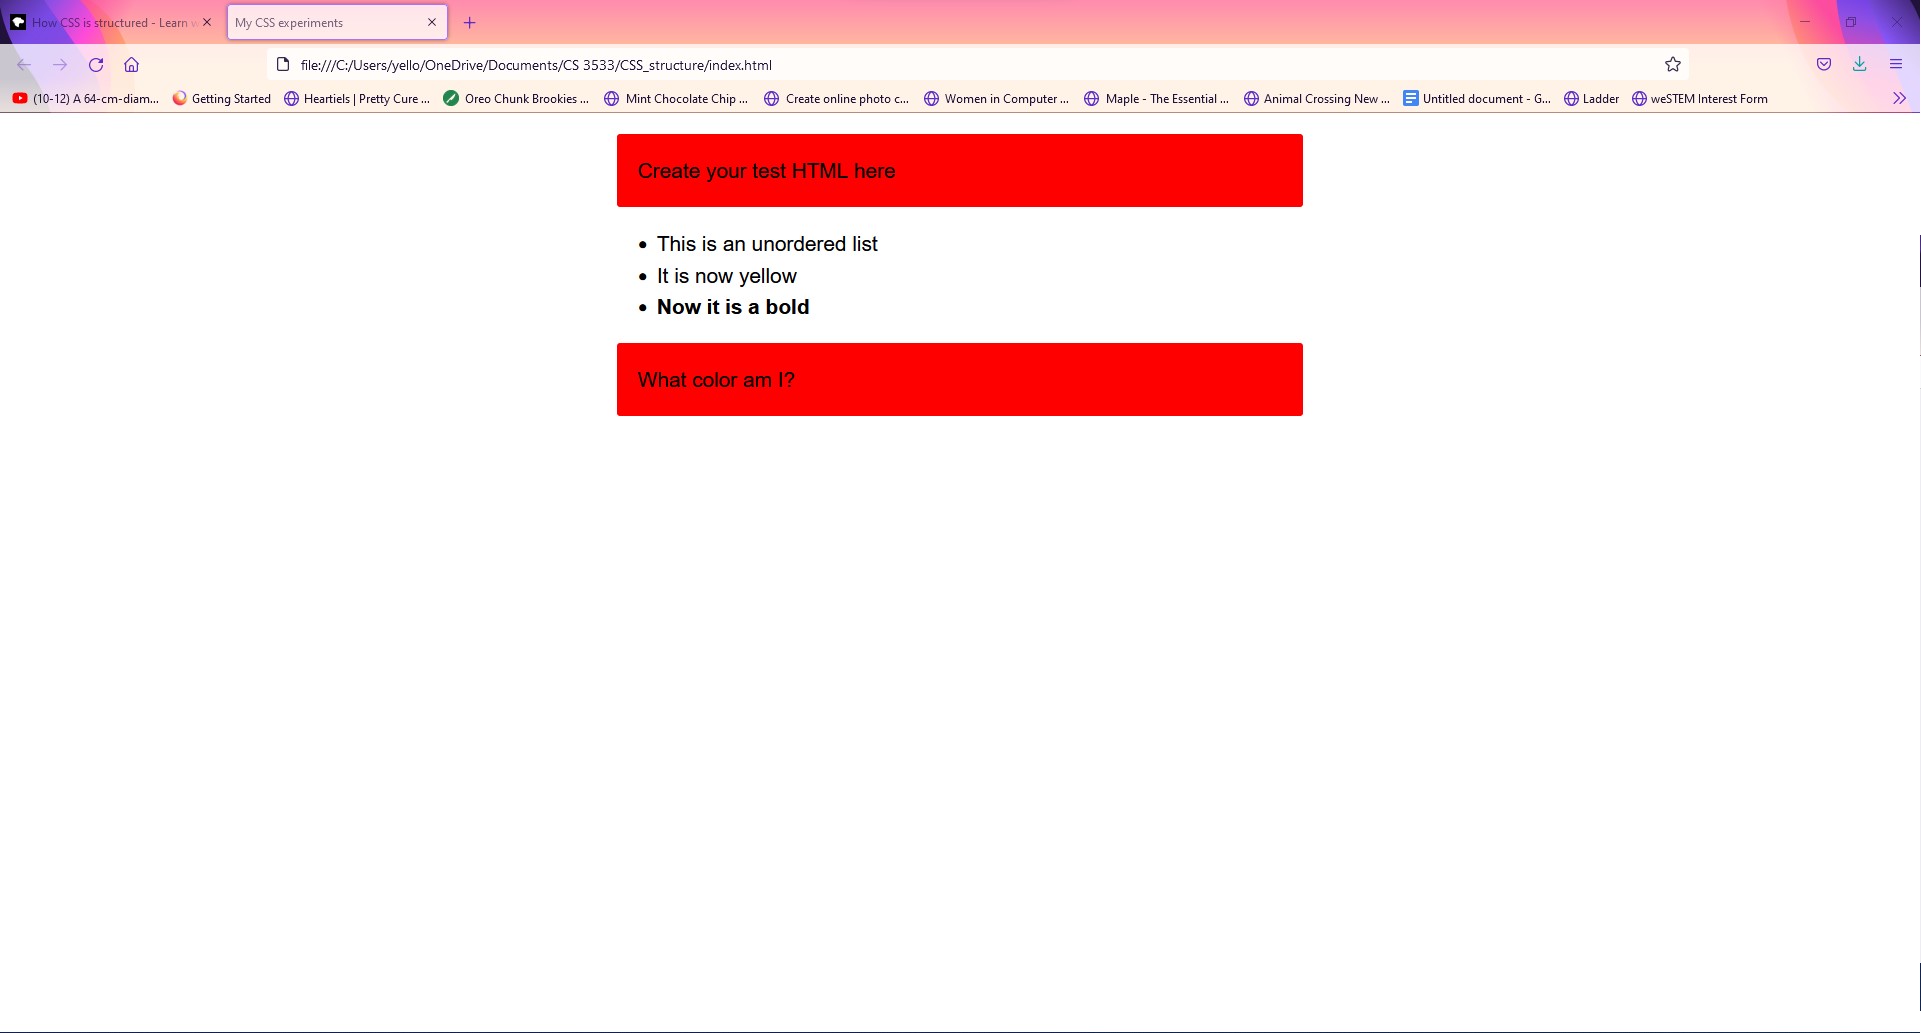 How CSS is structured - Learn w
My CSS experiments
file:///C:/Users/yello/OneDrive/Documents/CS 3533/CSS_structure/index.html
(10-12) A 64-cm-diam...
Getting Started
Heartiels | Pretty Cure ...
Oreo Chunk Brookies ...
Mint Chocolate Chip ...
Create online photo c...
Women in Computer ...
Maple - The Essential ...
Animal Crossing New ...
Untitled document - G...
Ladder
weSTEM Interest Form
Create your test HTML here
This is an unordered list
It is now yellow
Now it is a bold
What color am I?